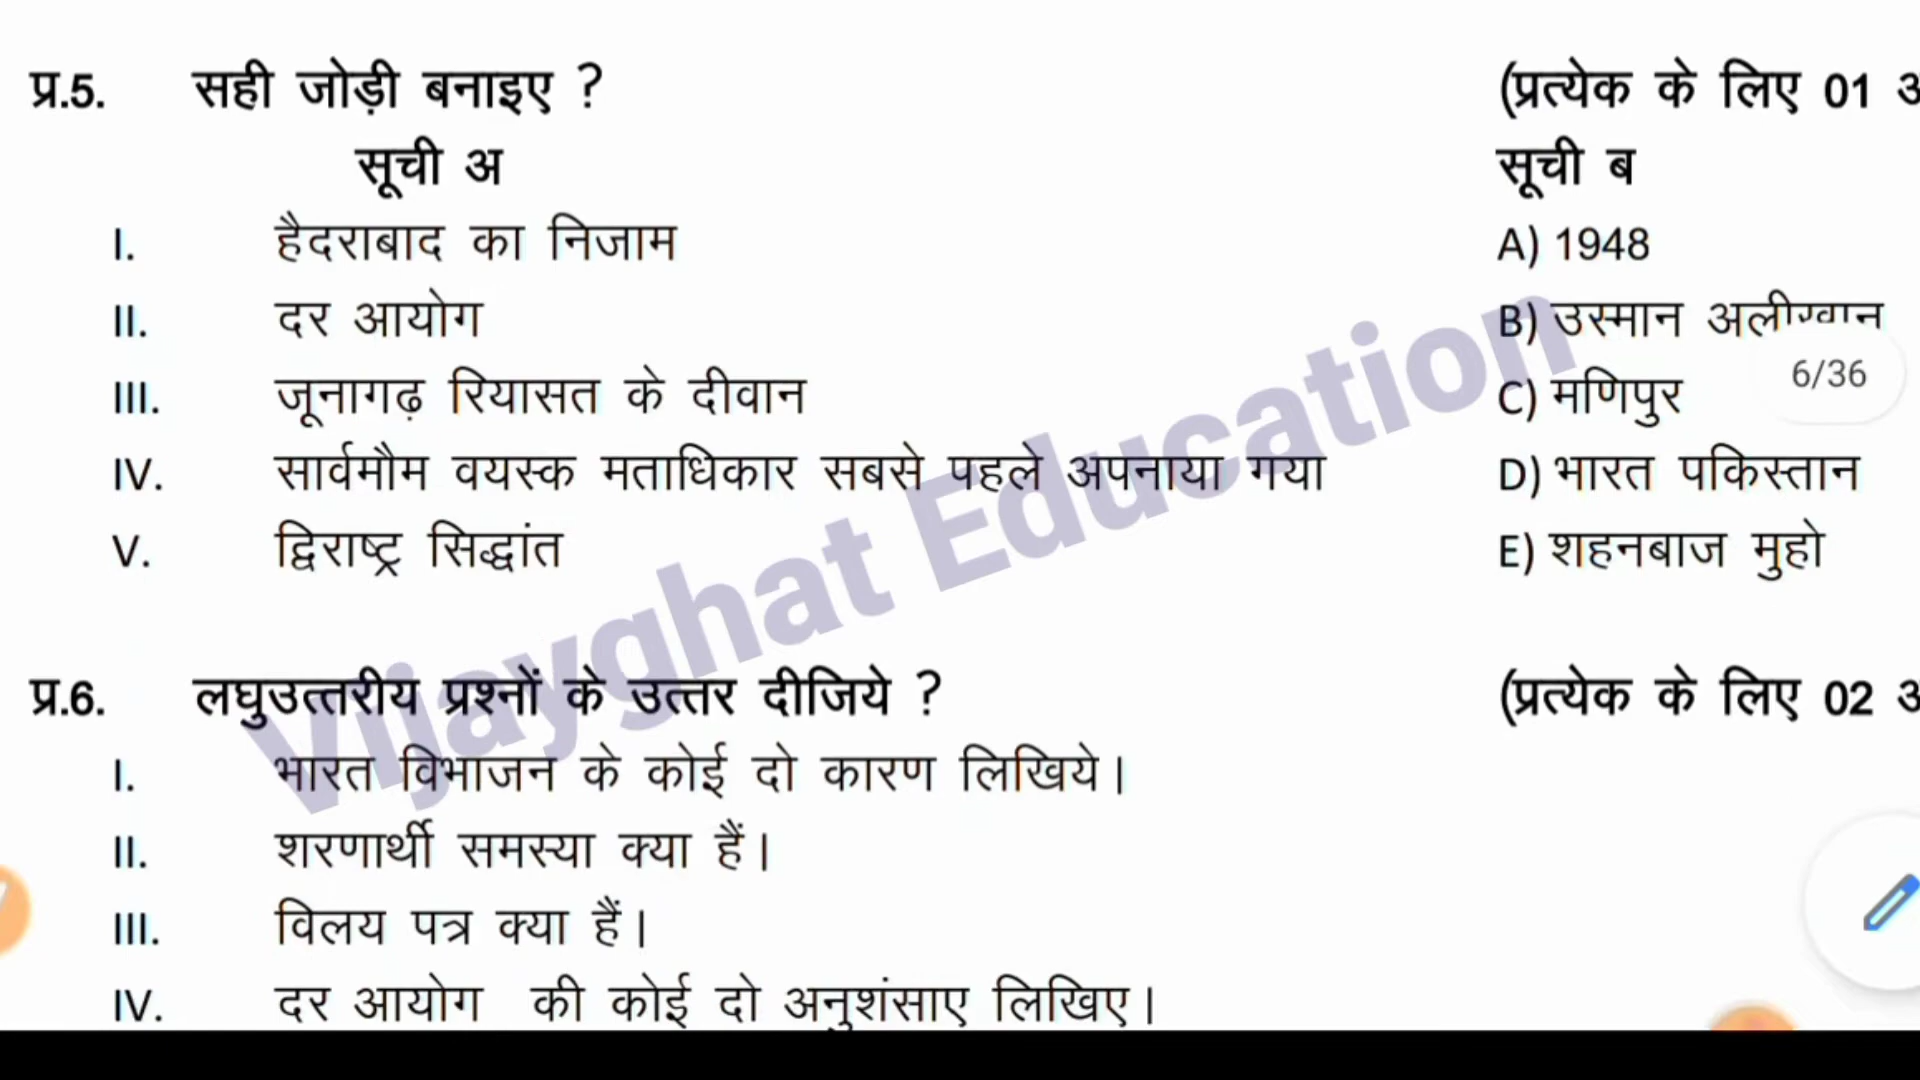 प्र.5. सही जोड़ी बनाइए ? (प्रत्येक के लिए 01
सूची अ सूची ब
I. हैदराबाद का निजाम A) 1948
II. दर आयोग B) उस्मान अलीखान
III. जूनागढ़ रियासत के दीवान C) मणिपुर
6/36
IV. सार्वमौम वयस्क मताधिकार सबसे पहले अपनाया गया D) भारत पकिस्तान
V. द्विराष्ट्र सिद्धांत E) शहनबाज मुहो
Vijayghat Education
प्र.6. लघुउत्तरीय प्रश्नों के उत्तर दीजिये ? (प्रत्येक के लिए 02
I. भारत विभाजन के कोई दो कारण लिखिये।
II. शरणार्थी समस्या क्या हैं।
III. विलय पत्र क्या हैं।
IV. दर आयोग की कोई दो अनुशंसाए लिखिए।